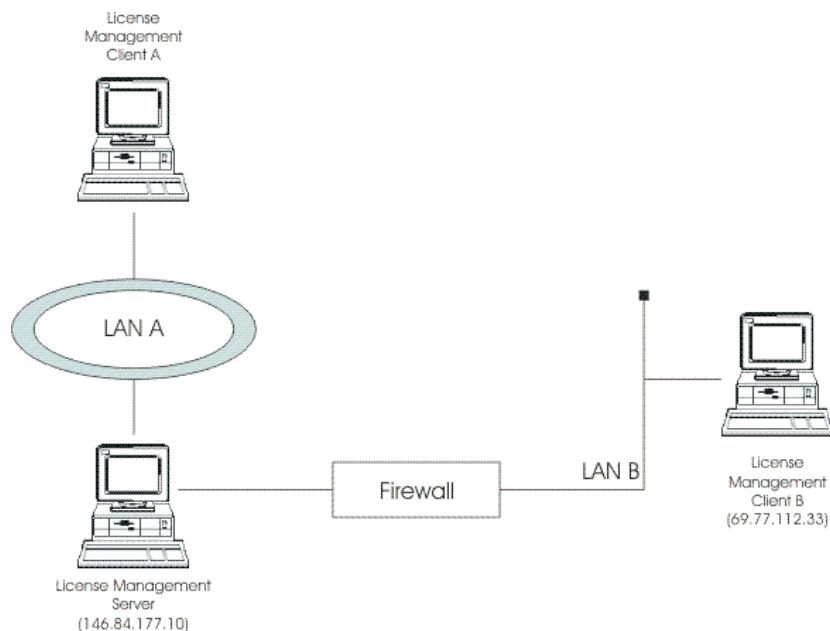 License
Management
Client A
LAN A
Firewall
LAN B
License
Management
Client B
(69.77.112.33)
License Management
Server
(146.84.177.10)